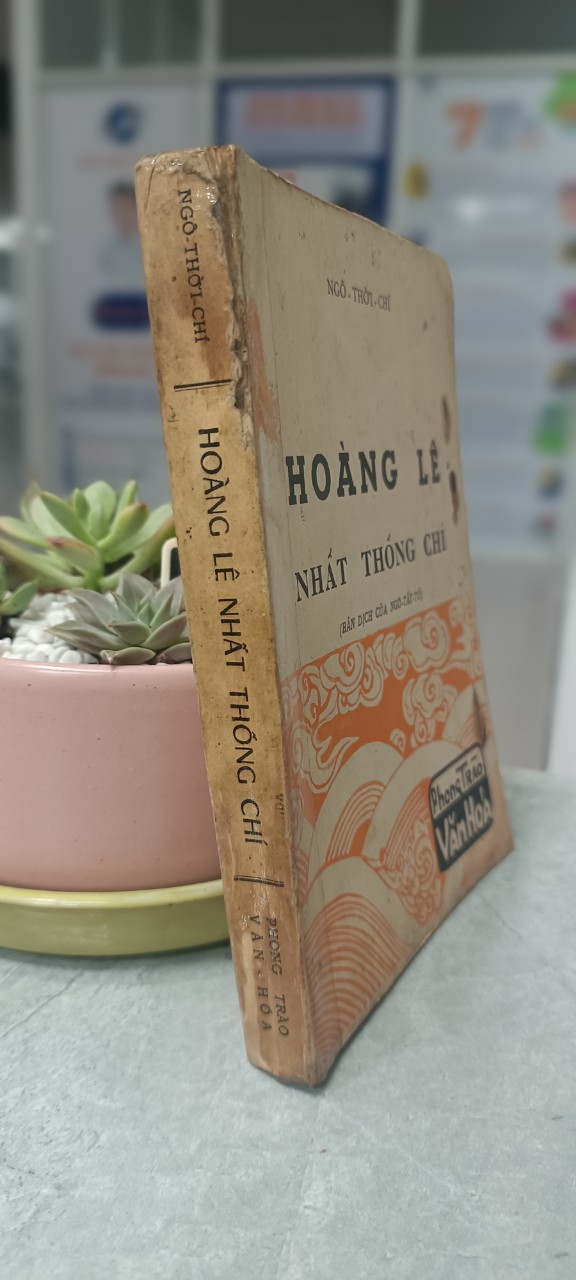 NGÔ-THỜI-CHÍ
HOÀNG LÊ NHẤT THỐNG CHÍ
PHONG TRÀO
VĂN-HÓA
NGÔ-THỜI-CHÍ
HOÀNG LÊ
NHẤT THỐNG CHÍ
(BẢN DỊCH CỦA NGÔ-TẤT-TỐ)
Phong TRÀO
VĂN HOÁ